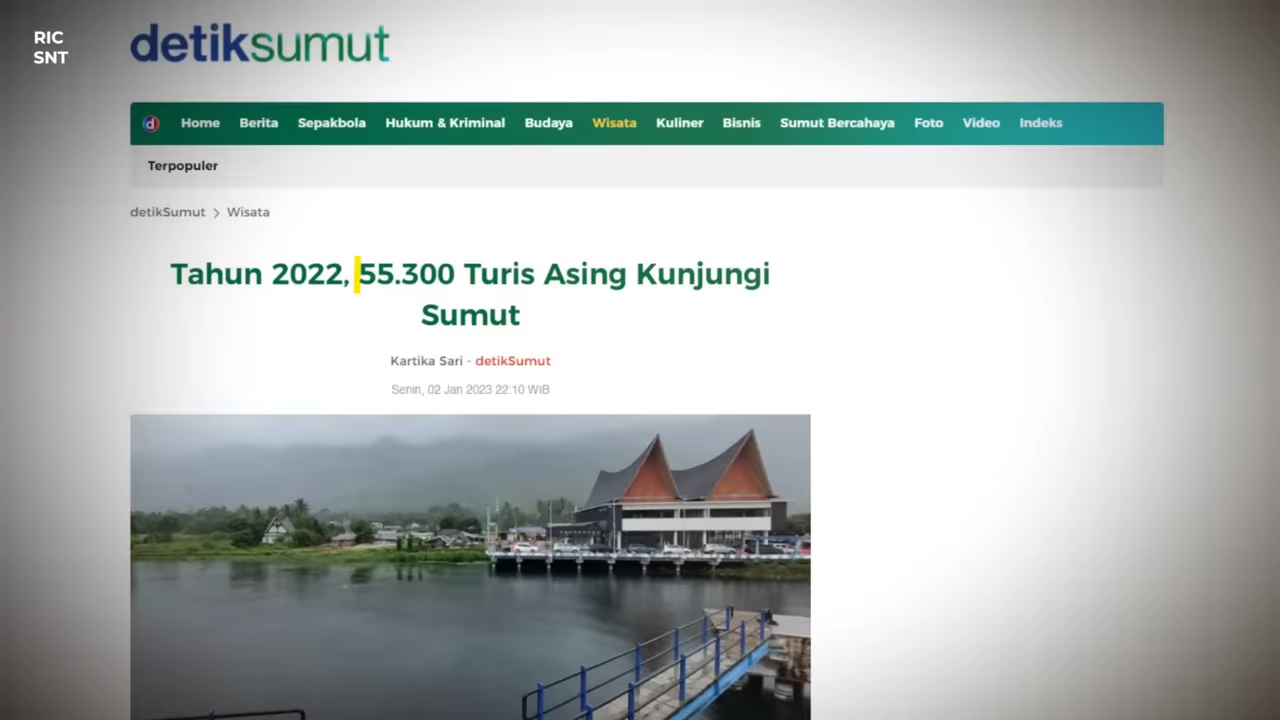 RIC
SNT
detiksumut
d Home Berita Sepakbola Hukum & Kriminal Budaya Wisata Kuliner Bisnis Sumut Bercahaya Foto Video Indeks
Terpopuler
detikSumut > Wisata
Tahun 2022, 55.300 Turis Asing Kunjungi
Sumut
Kartika Sari - detikSumut
Senin, 02 Jan 2023 22:10 WIB